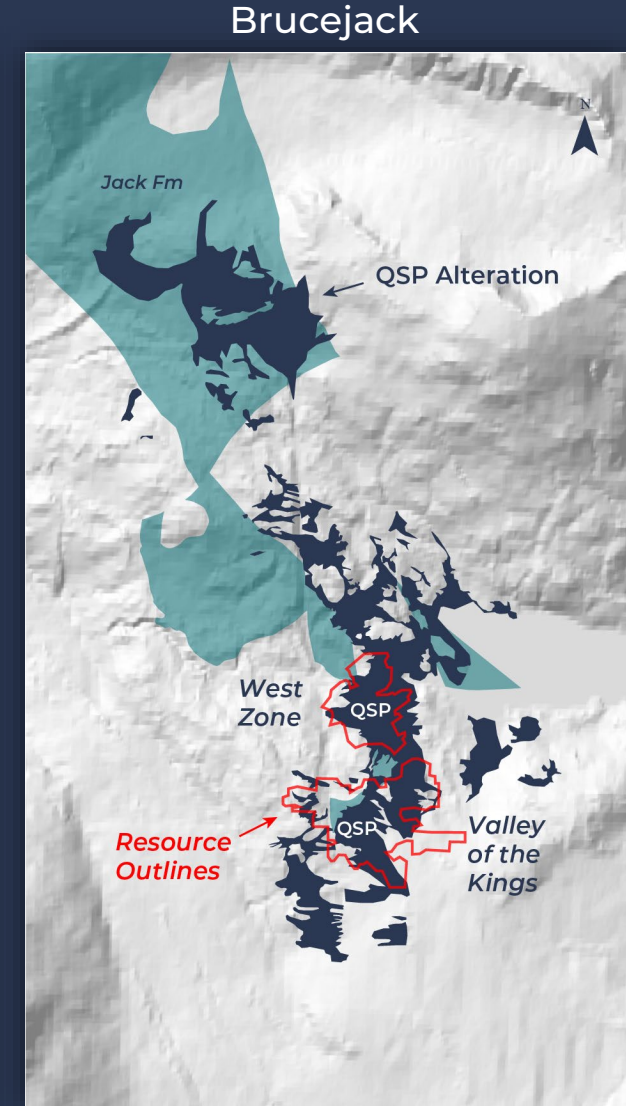 Brucejack
N
Jack Fm
QSP Alteration
West
Zone
QSP
QSP
Resource
Outlines
Valley
of the
Kings